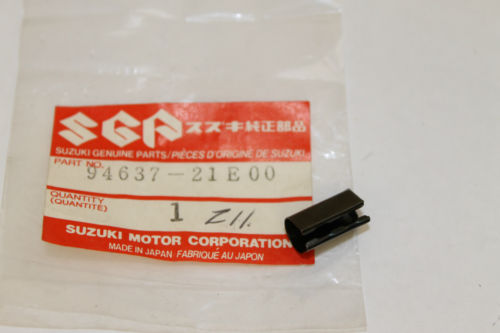 SGP スズキ純正部品
SUZUKI GENUINE PARTS/PIÈCES D'ORIGINE DE SUZUKI
PART NO.
94637-21E00
QUANTITY
(QUANTITÉ)
1
SUZUKI MOTOR CORPORATION
MADE IN JAPAN FABRIQUÉ AU JAPON